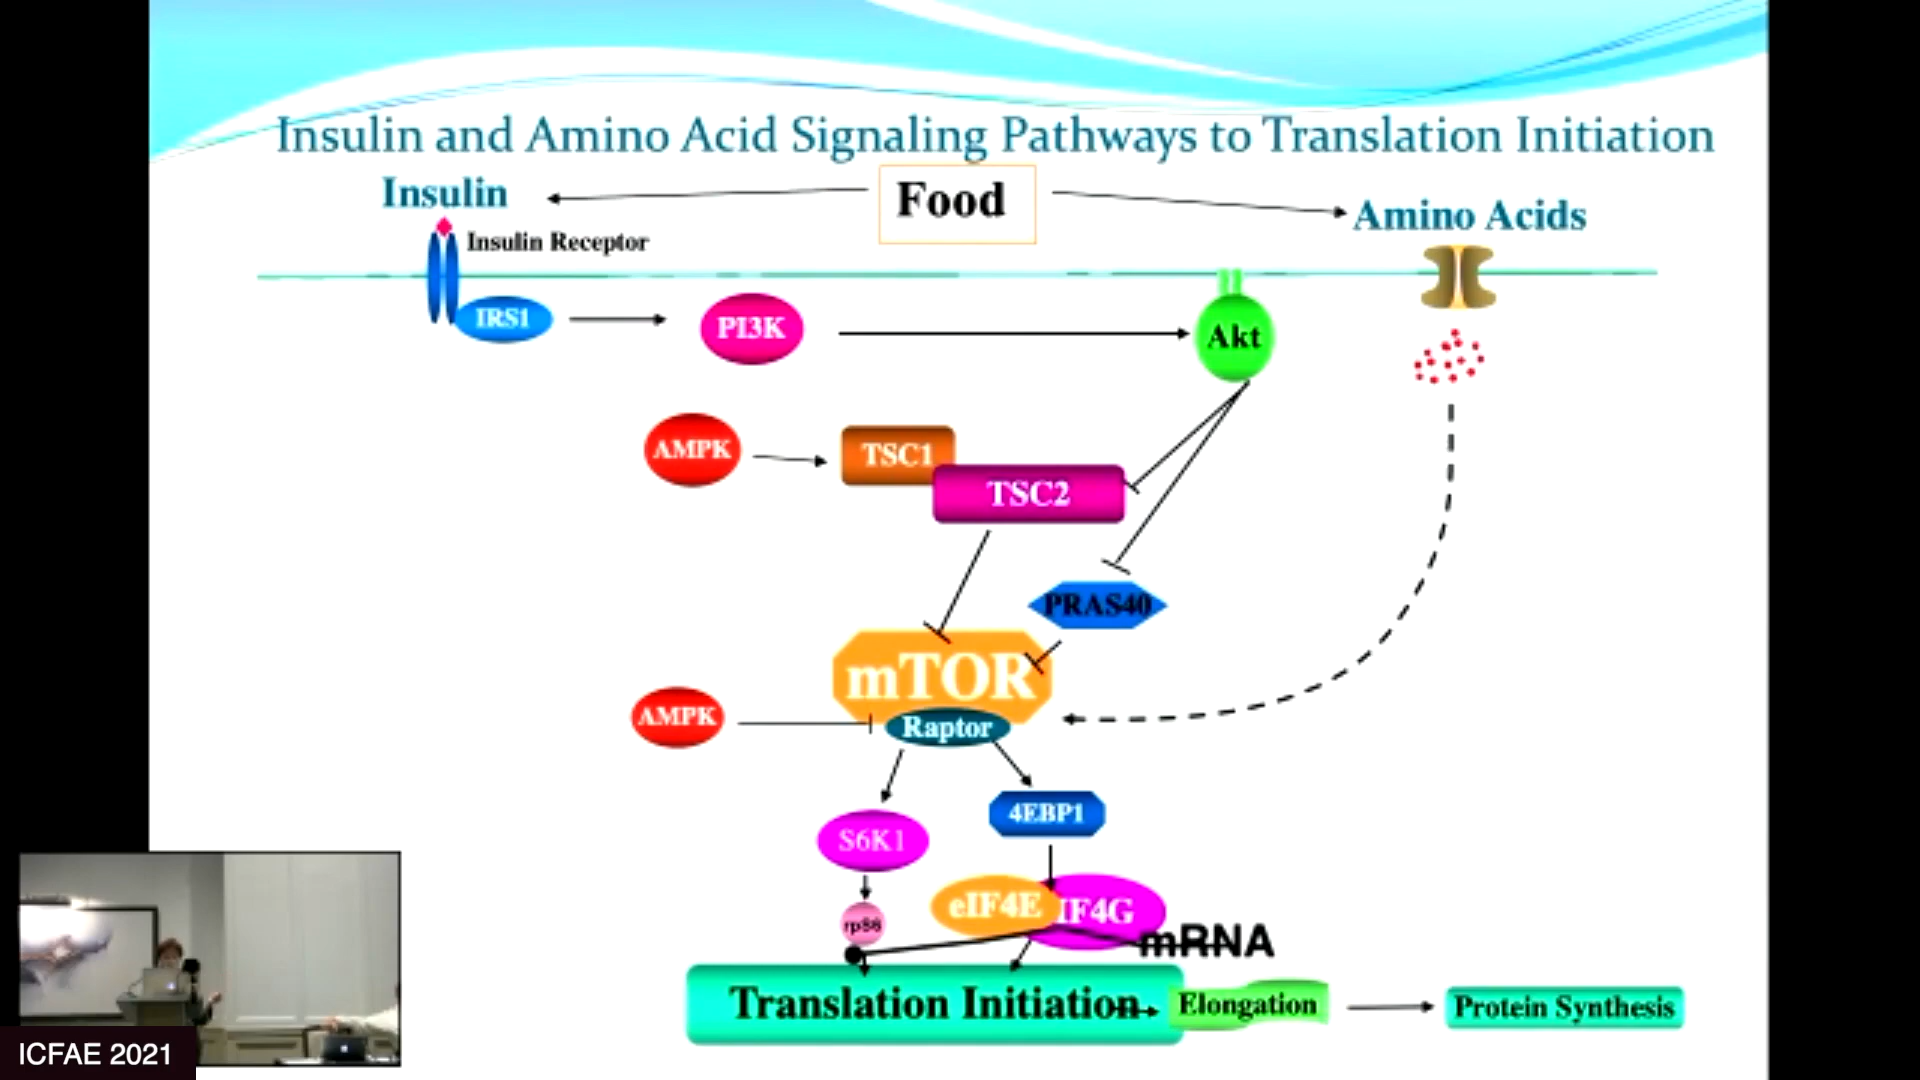 Insulin and Amino Acid Signaling Pathways to Translation Initiation
Insulin
Food
Amino Acids
Insulin Receptor
IRS1
PI3K
Akt
AMPK
TSC1
TSC2
PRAS40
mTOR
AMPK
Raptor
S6K1
4EBP1
eIF4E
IF4G
rpS6
mRNA
Translation Initiation
Elongation
Protein Synthesis
ICFAE 2021